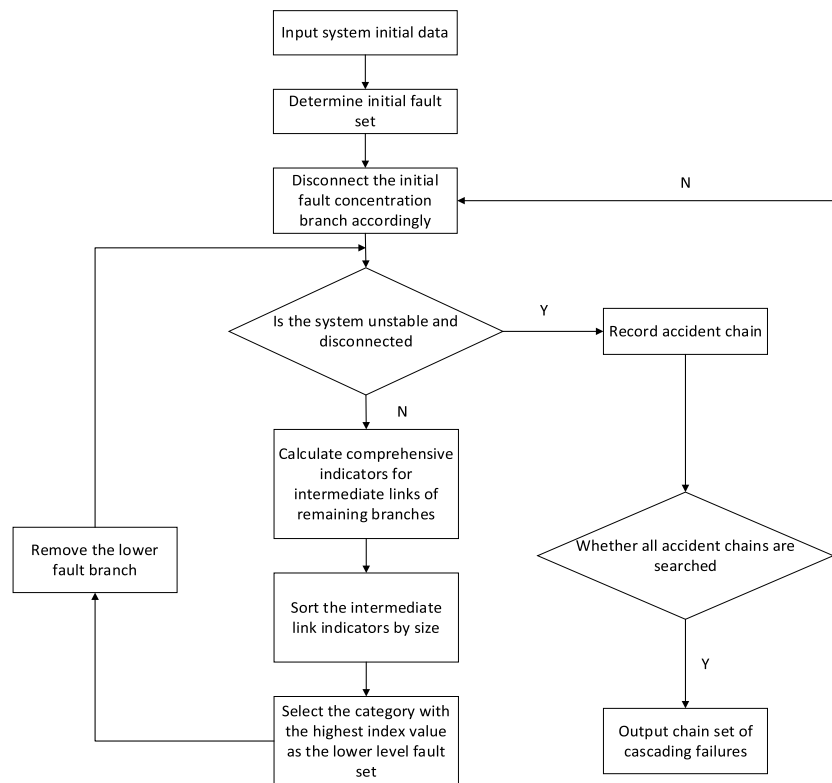 Input system initial data
Determine initial fault
set
Disconnect the initial
fault concentration
branch accordingly
N
Is the system unstable and
disconnected
Y
Record accident chain
N
Calculate comprehensive
indicators for
intermediate links of
remaining branches
Remove the lower
fault branch
Whether all accident chains are
searched
Sort the intermediate
link indicators by size
Y
Select the category with
the highest index value
as the lower level fault
set
Output chain set of
cascading failures